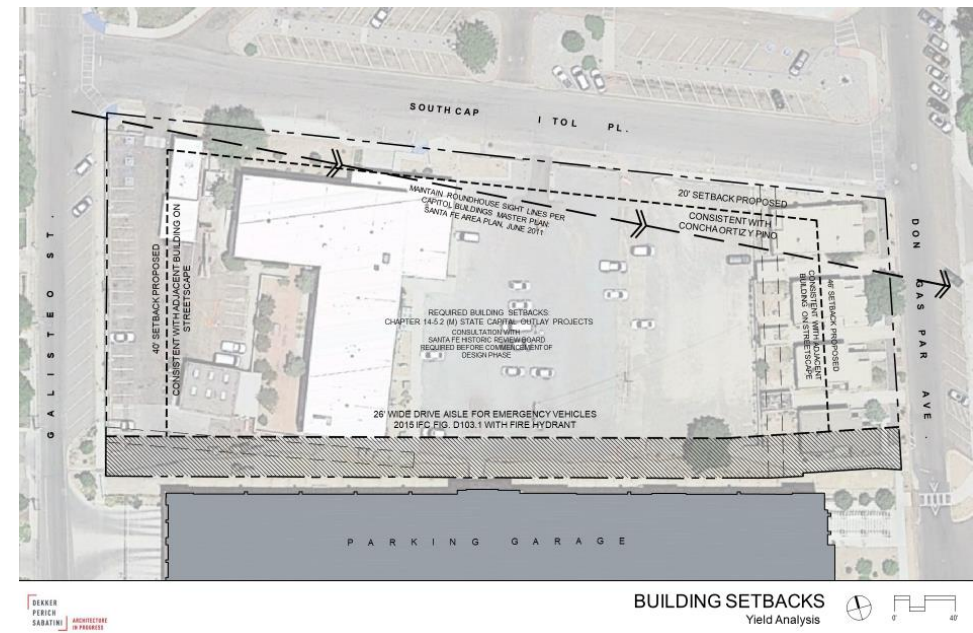 SOUTH CAP I TOL PL.
MAINTAIN ROUNDHOUSE SIGHT LINES PER
CAPITOL BUILDINGS MASTER PLAN:
SANTA FE AREA PLAN, JUNE 2011
20' SETBACK PROPOSED
CONSISTENT WITH
CONCHA ORTIZ Y PINO
GALISTEO ST.
40' SETBACK PROPOSED
CONSISTENT WITH ADJACENT BUILDING ON
STREETSCAPE
REQUIRED BUILDING SETBACKS:
CHAPTER 14-5.2 (M) STATE CAPITAL OUTLAY PROJECTS
CONSULTATION WITH
SANTA FE HISTORIC REVIEW BOARD
REQUIRED BEFORE COMMENCEMENT OF
DESIGN PHASE
46' SETBACK PROPOSED
CONSISTENT WITH ADJACENT
BUILDING ON STREETSCAPE
DON GAS PAR AVE.
26' WIDE DRIVE AISLE FOR EMERGENCY VEHICLES
2015 IFC FIG. D103.1 WITH FIRE HYDRANT
PARKING GARAGE
DEKKER
PERICH
SABATINI
ARCHITECTURE
IN PROGRESS
BUILDING SETBACKS
Yield Analysis
0' 40'